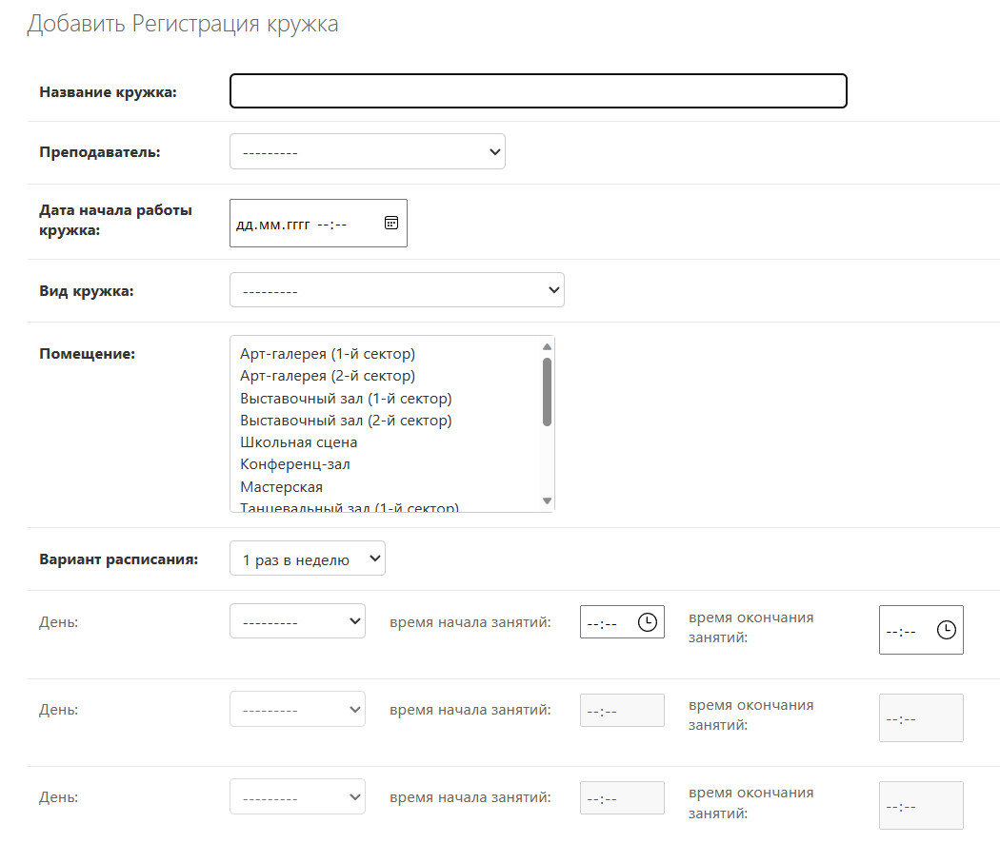 Добавить Регистрация кружка
Название кружка:
Преподаватель:
---------
Дата начала работы
кружка:
дд.мм.гггг --:--
Вид кружка:
---------
Помещение:
Арт-галерея (1-й сектор)
Арт-галерея (2-й сектор)
Выставочный зал (1-й сектор)
Выставочный зал (2-й сектор)
Школьная сцена
Конференц-зал
Мастерская
Танцевальный зал (1-й сектор)
Вариант расписания:
1 раз в неделю
День:
---------
время начала занятий:
--:--
время окончания
занятий:
--:--
День:
---------
время начала занятий:
--:--
время окончания
занятий:
--:--
День:
---------
время начала занятий:
--:--
время окончания
занятий:
--:--